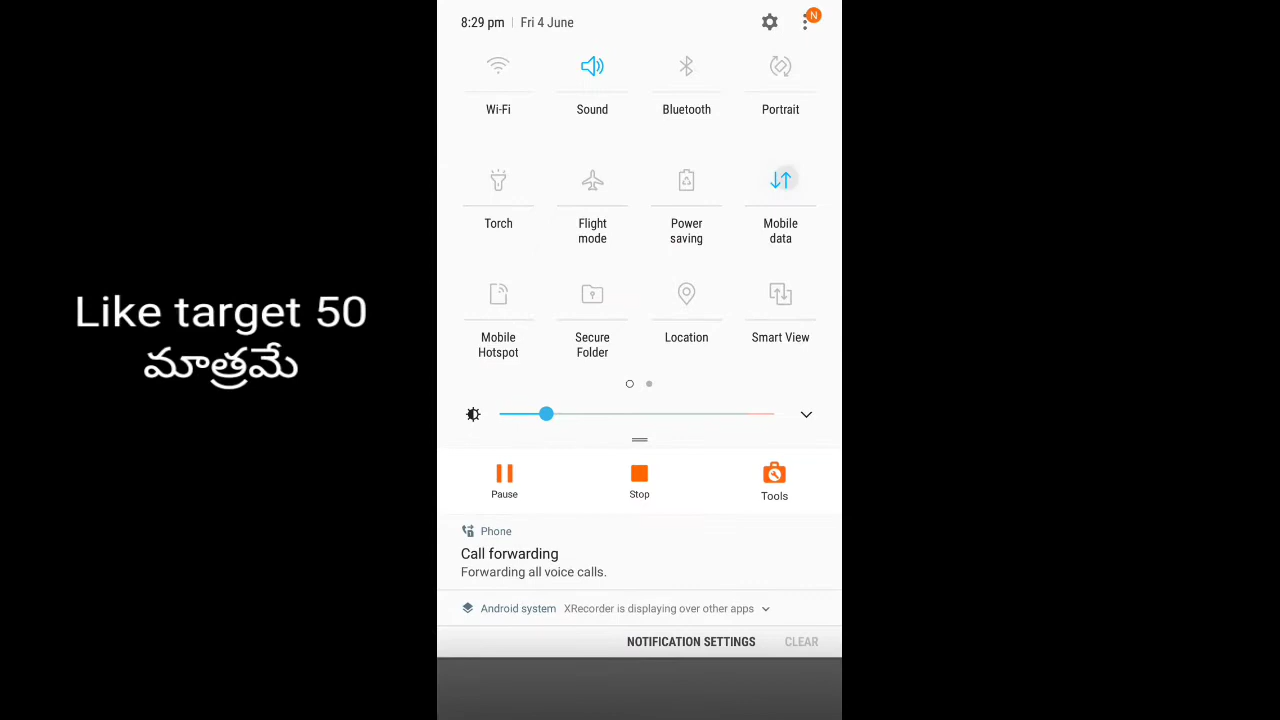 8:29 pm | Fri 4 June
N
Wi-Fi
Sound
Bluetooth
Portrait
Torch
Flight
mode
Power
saving
Mobile
data
Mobile
Hotspot
Secure
Folder
Location
Smart View
Like target 50
మాత్రమే
Pause
Stop
Tools
Phone
Call forwarding
Forwarding all voice calls.
Android system XRecorder is displaying over other apps
NOTIFICATION SETTINGS CLEAR